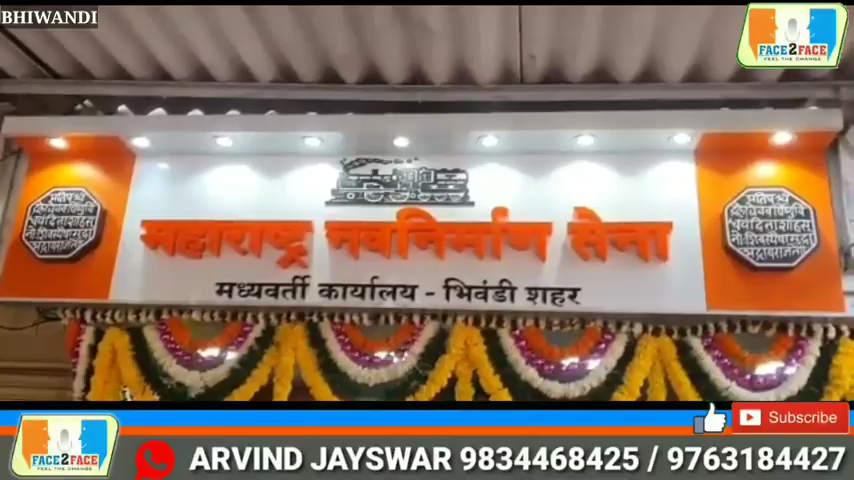 BHIWANDI
FACE2FACE
FEEL THE CHANGE
महाराष्ट्र नवनिर्माण सेना
मध्यवर्ती कार्यालय - भिवंडी शहर
Subscribe
FACE2FACE
FEEL THE CHANGE
ARVIND JAYSWAR 9834468425 / 9763184427